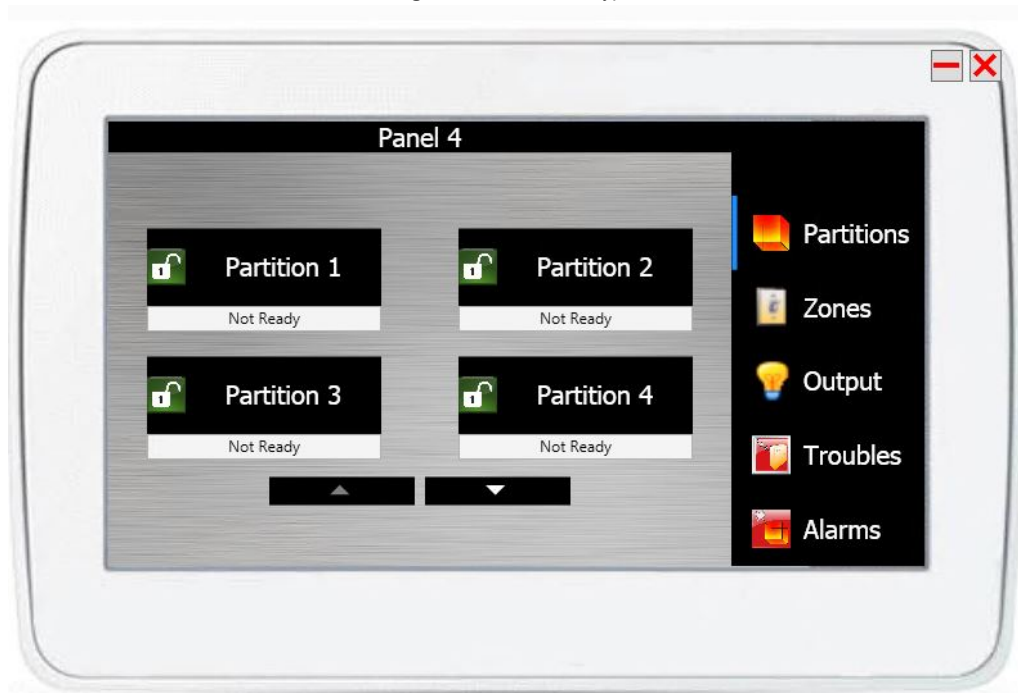 Panel 4
Partition 1
Not Ready
Partition 2
Not Ready
Partition 3
Not Ready
Partition 4
Not Ready
Partitions
Zones
Output
Troubles
Alarms